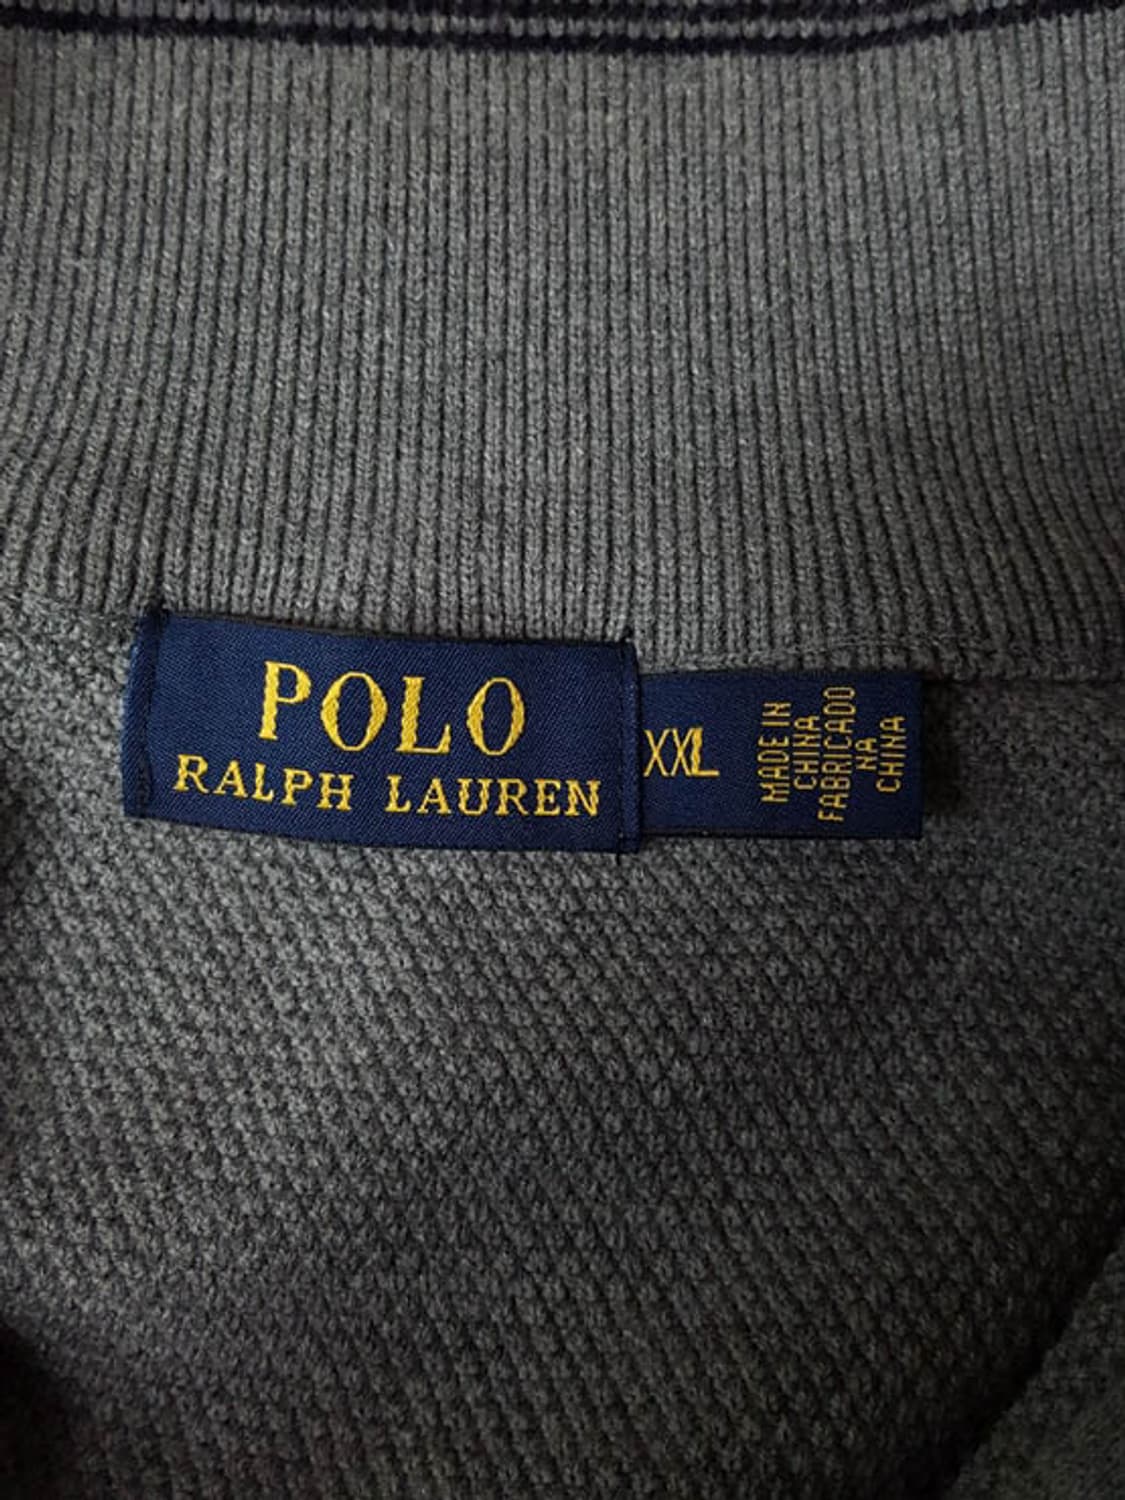 POLO
RALPH LAUREN
XXL
MADE IN
CHINA
FABRICADO
NA
CHINA